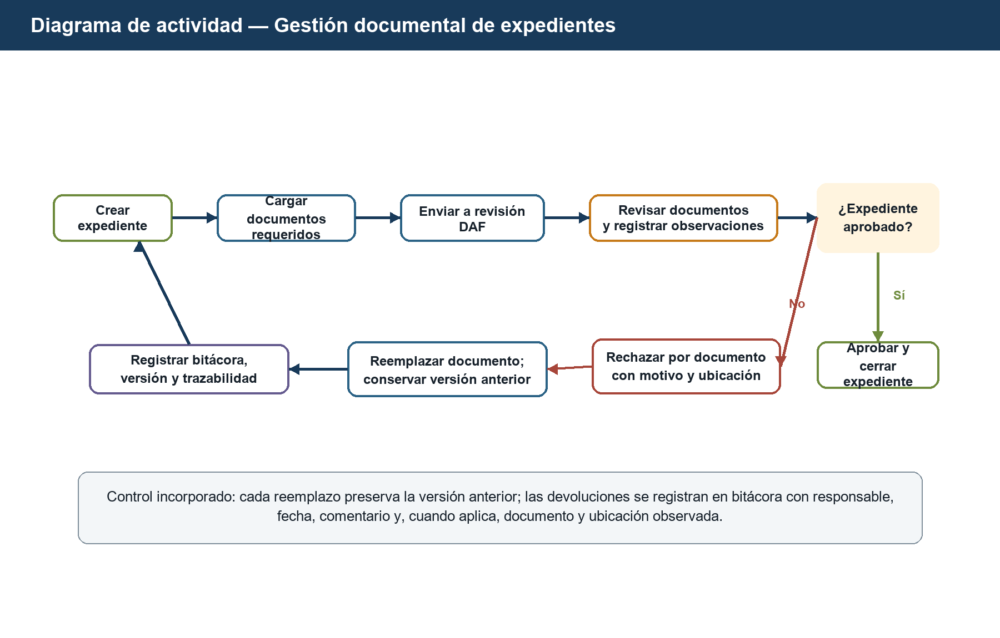 Diagrama de actividad — Gestión documental de expedientes
Crear
expediente
Cargar
documentos
requeridos
Enviar a revisión
DAF
Revisar documentos
y registrar observaciones
¿Expediente
aprobado?
No
Sí
Registrar bitácora,
versión y trazabilidad
Reemplazar documento;
conservar versión anterior
Rechazar por documento
con motivo y ubicación
Aprobar y
cerrar
expediente
Control incorporado: cada reemplazo preserva la versión anterior; las devoluciones se registran en bitácora con responsable,
fecha, comentario y, cuando aplica, documento y ubicación observada.